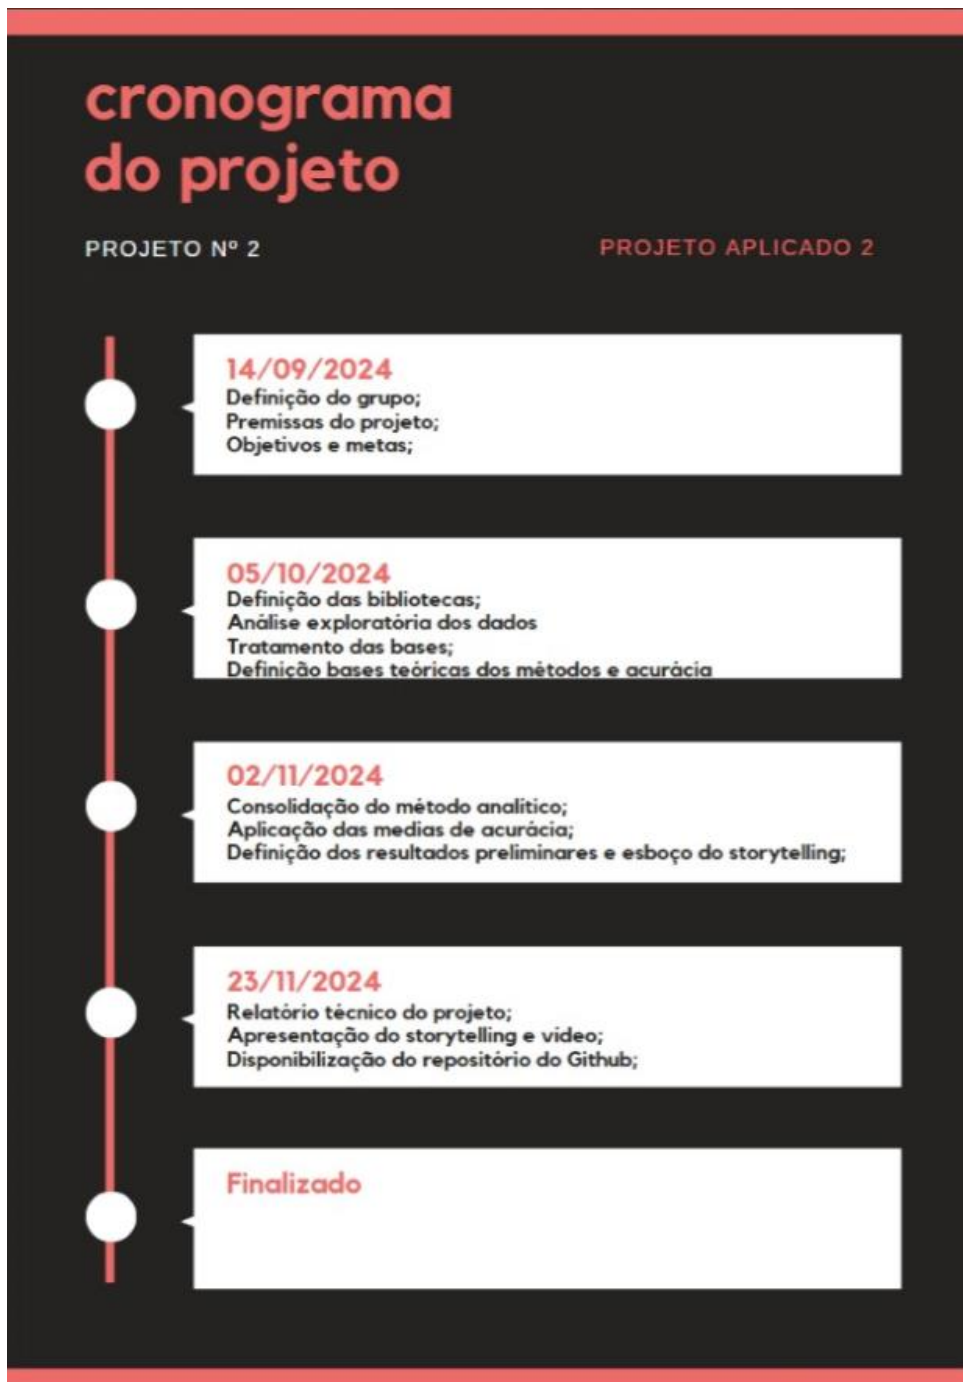 cronograma
do projeto
PROJETO Nº 2
PROJETO APLICADO 2
14/09/2024
Definição do grupo;
Premissas do projeto;
Objetivos e metas;
05/10/2024
Definição das bibliotecas;
Análise exploratória dos dados
Tratamento das bases;
Definição bases teóricas dos métodos e acurácia
02/11/2024
Consolidação do método analítico;
Aplicação das medias de acurácia;
Definição dos resultados preliminares e esboço do storytelling;
23/11/2024
Relatório técnico do projeto;
Apresentação do storytelling e vídeo;
Disponibilização do repositório do Github;
Finalizado